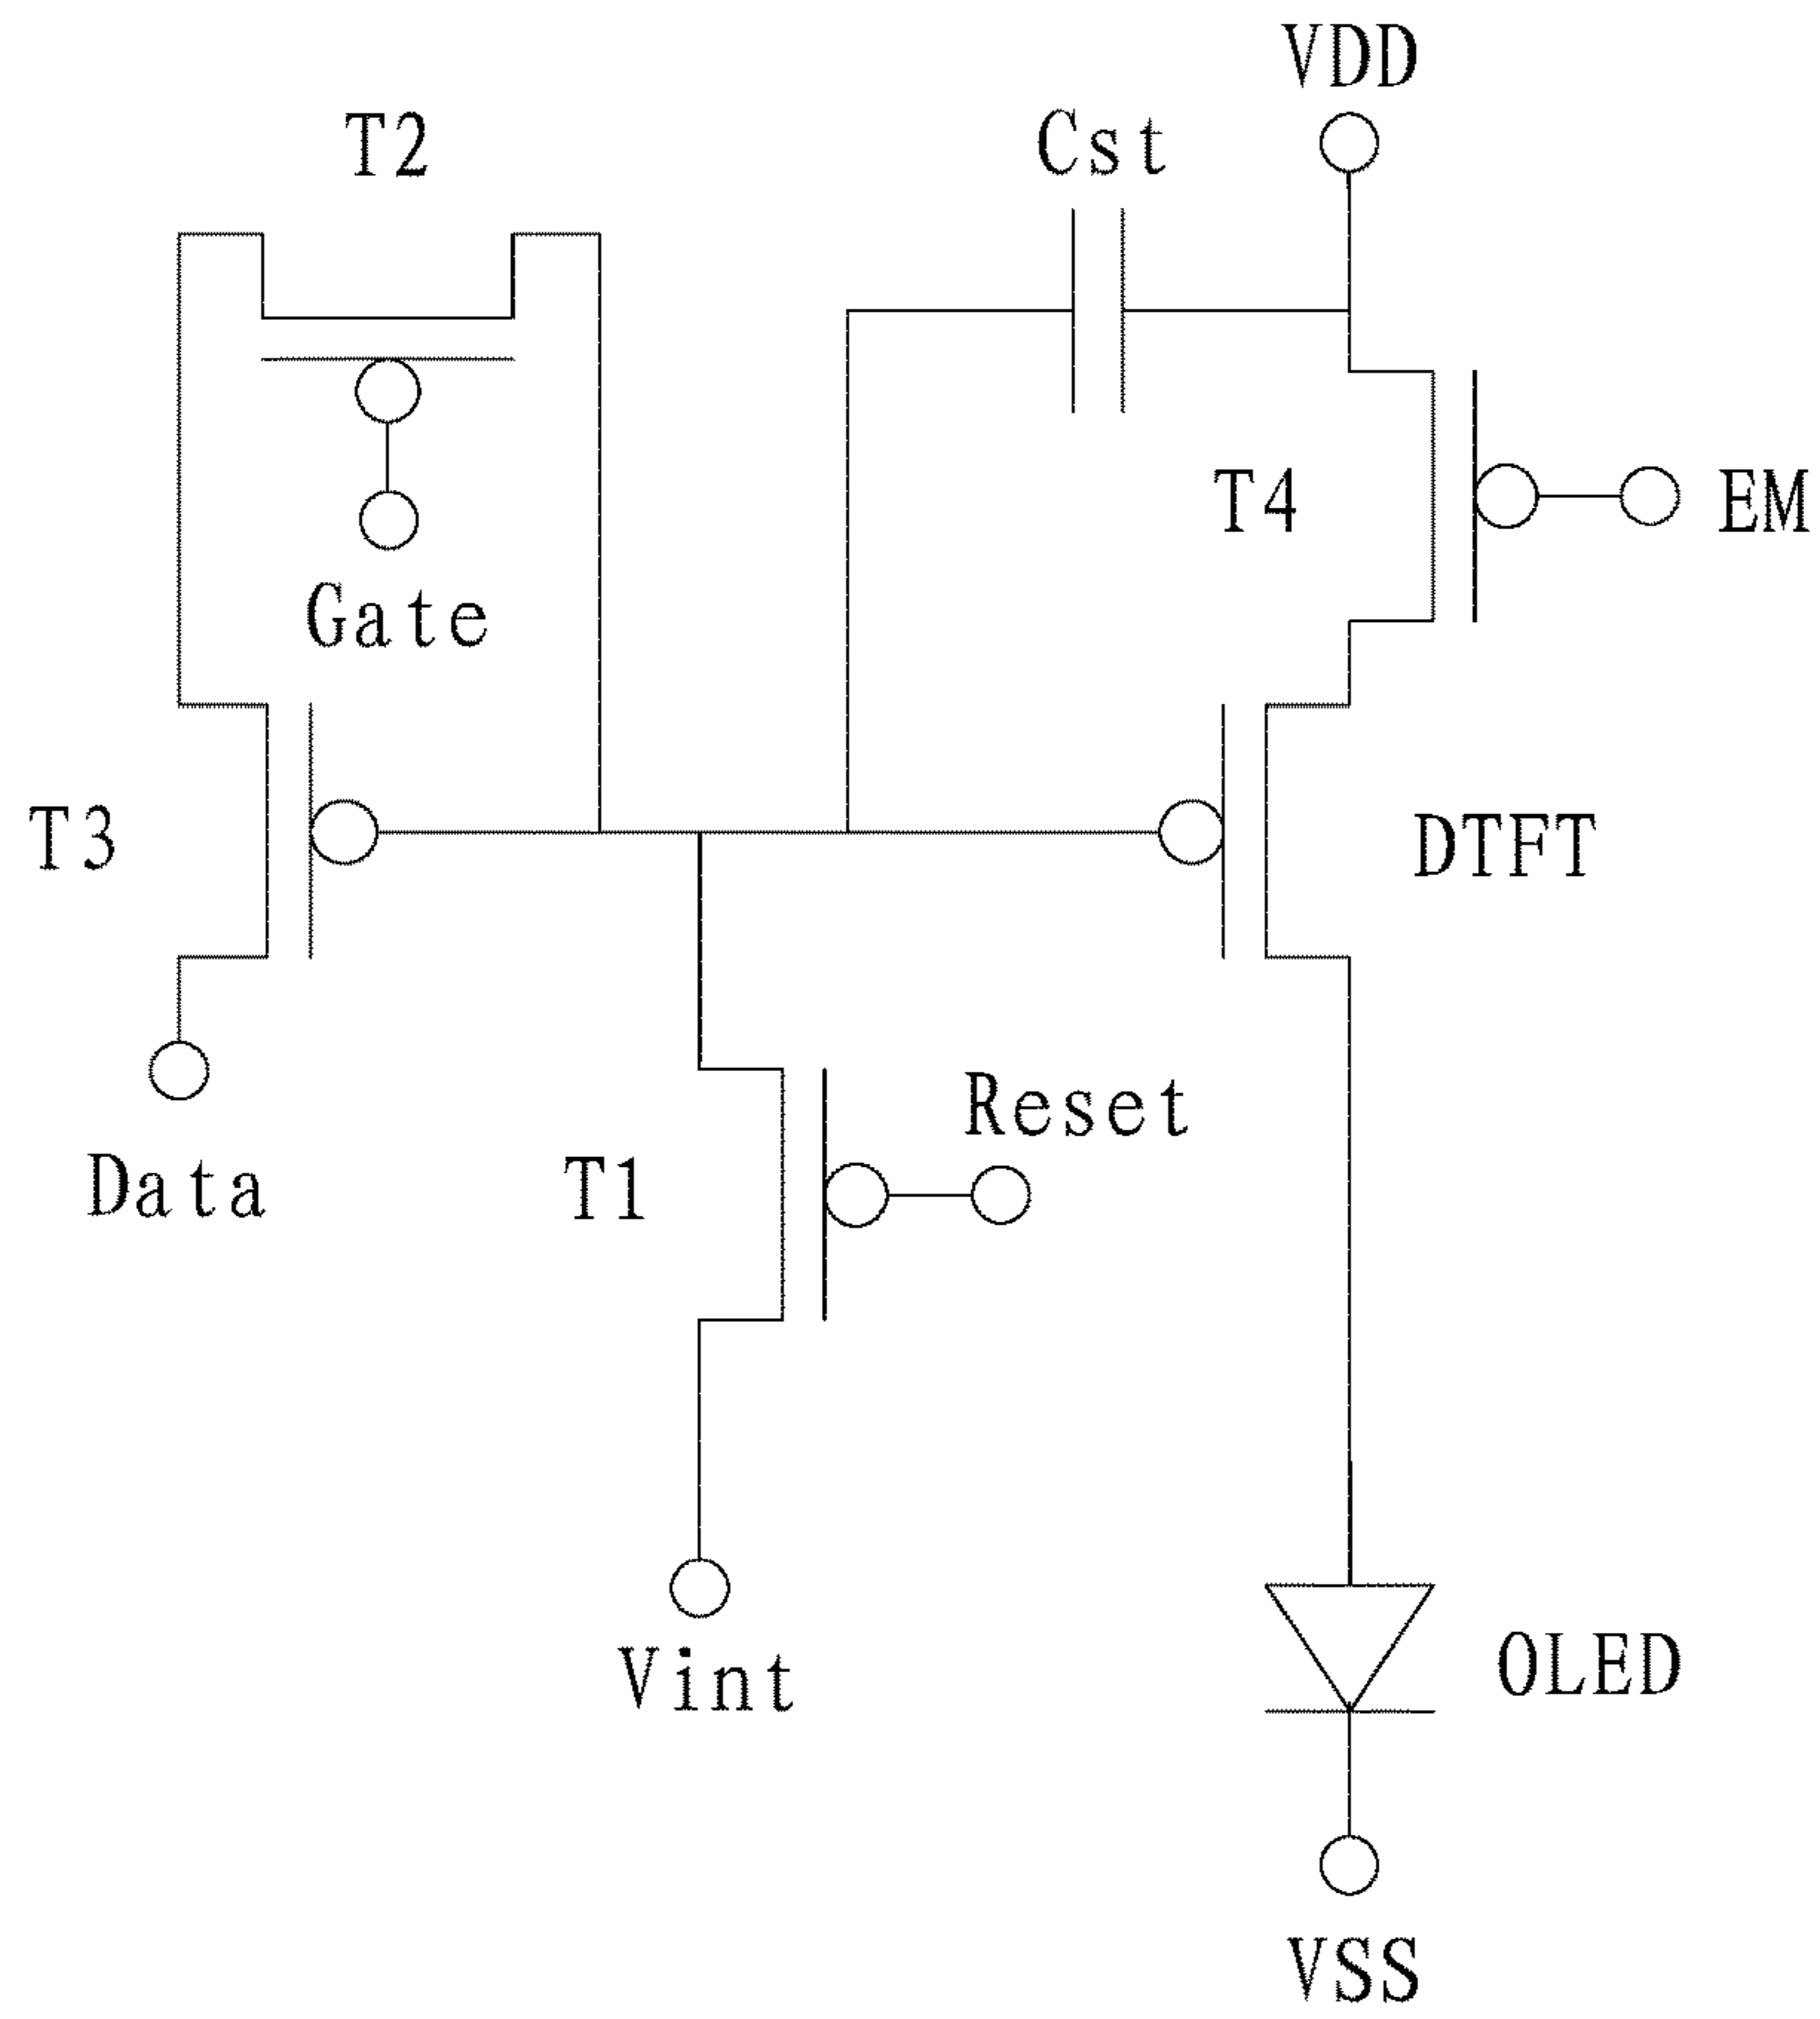 VDD
T2
Cst
T4
EM
Gate
T3
DTFT
Reset
Data
T1
Vint
OLED
VSS